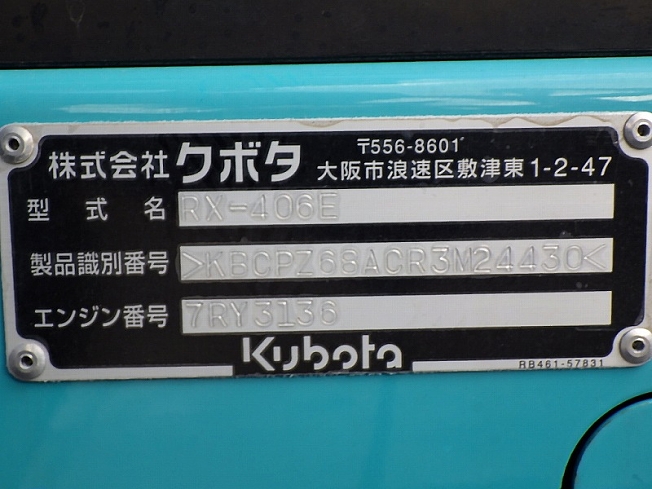 株式会社クボタ 〒556-8601
大阪市浪速区敷津東1-2-47
型式名 RX-406E
製品識別番号 >KBCPZ68ACR3M24430<
エンジン番号 7RY3136
Kubota
RB461-57831